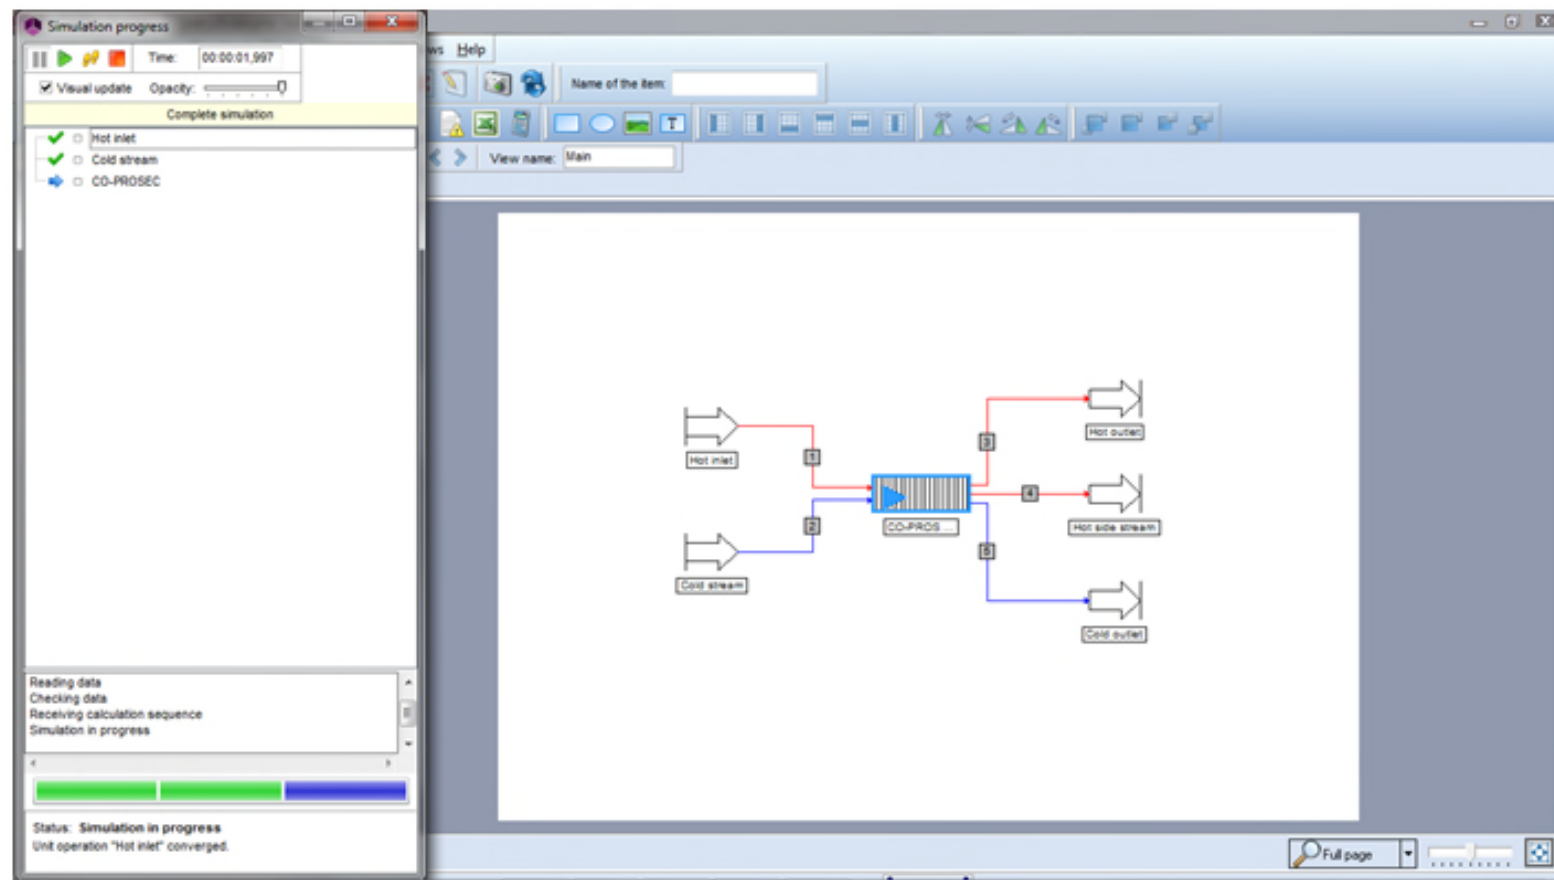 Simulation progress
Time: 00:00:01,997
Visual update Opacity:
Complete simulation
Hot inlet
Cold stream
CO-PROSEC
Reading data
Checking data
Receiving calculation sequence
Simulation in progress
Status: Simulation in progress
Unit operation "Hot inlet" converged.
ws Help
Name of the item:
T
View name: Main
Hot inlet
Cold stream
1
2
CO-PROS ...
3
4
5
Hot outlet
Hot side stream
Cold outlet
Full page